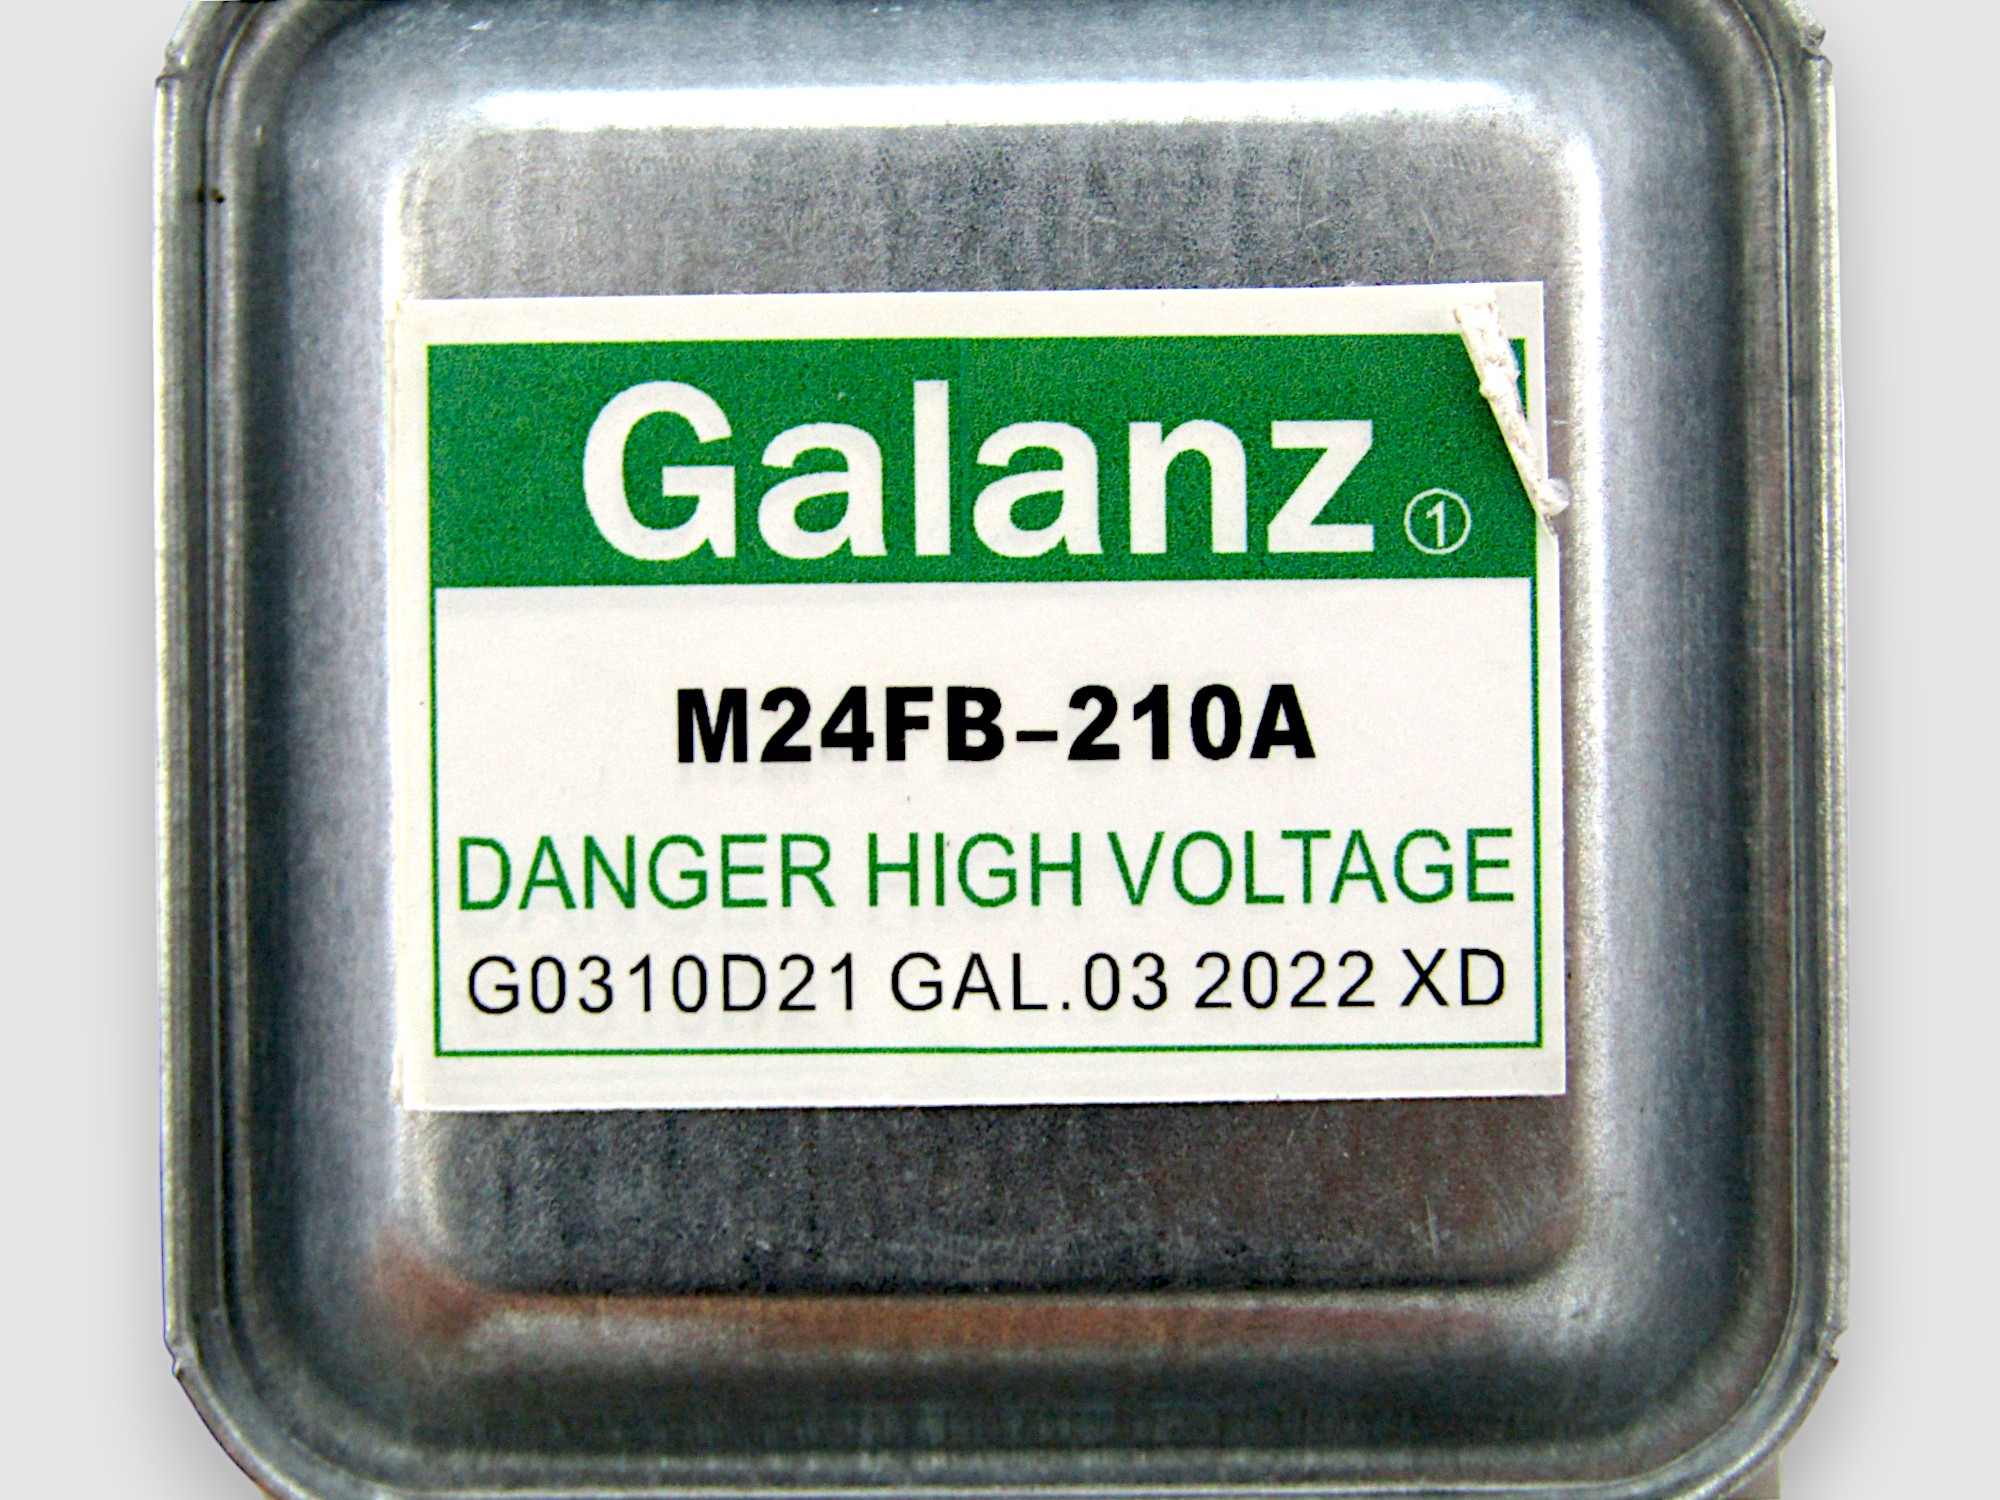 Galanz ①
M24FB-210A
DANGER HIGH VOLTAGE
G0310D21 GAL.03 2022 XD